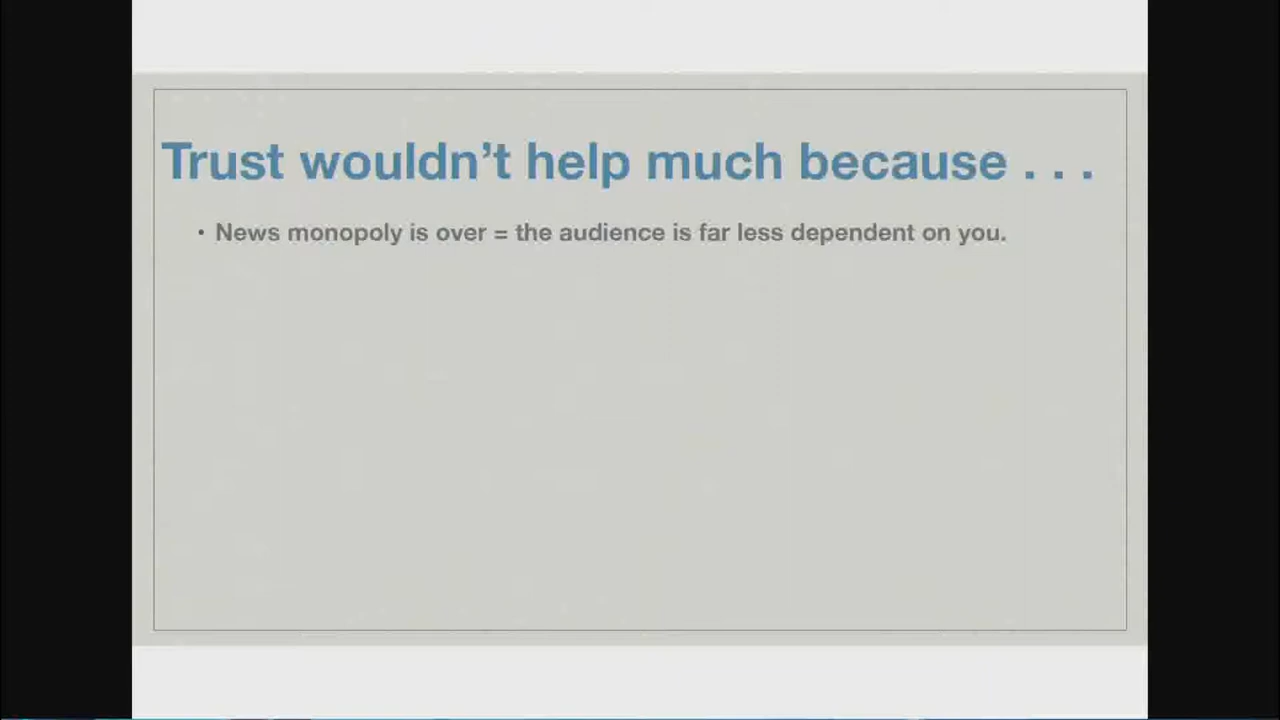 Trust wouldn’t help much because . . .
• News monopoly is over = the audience is far less dependent on you.